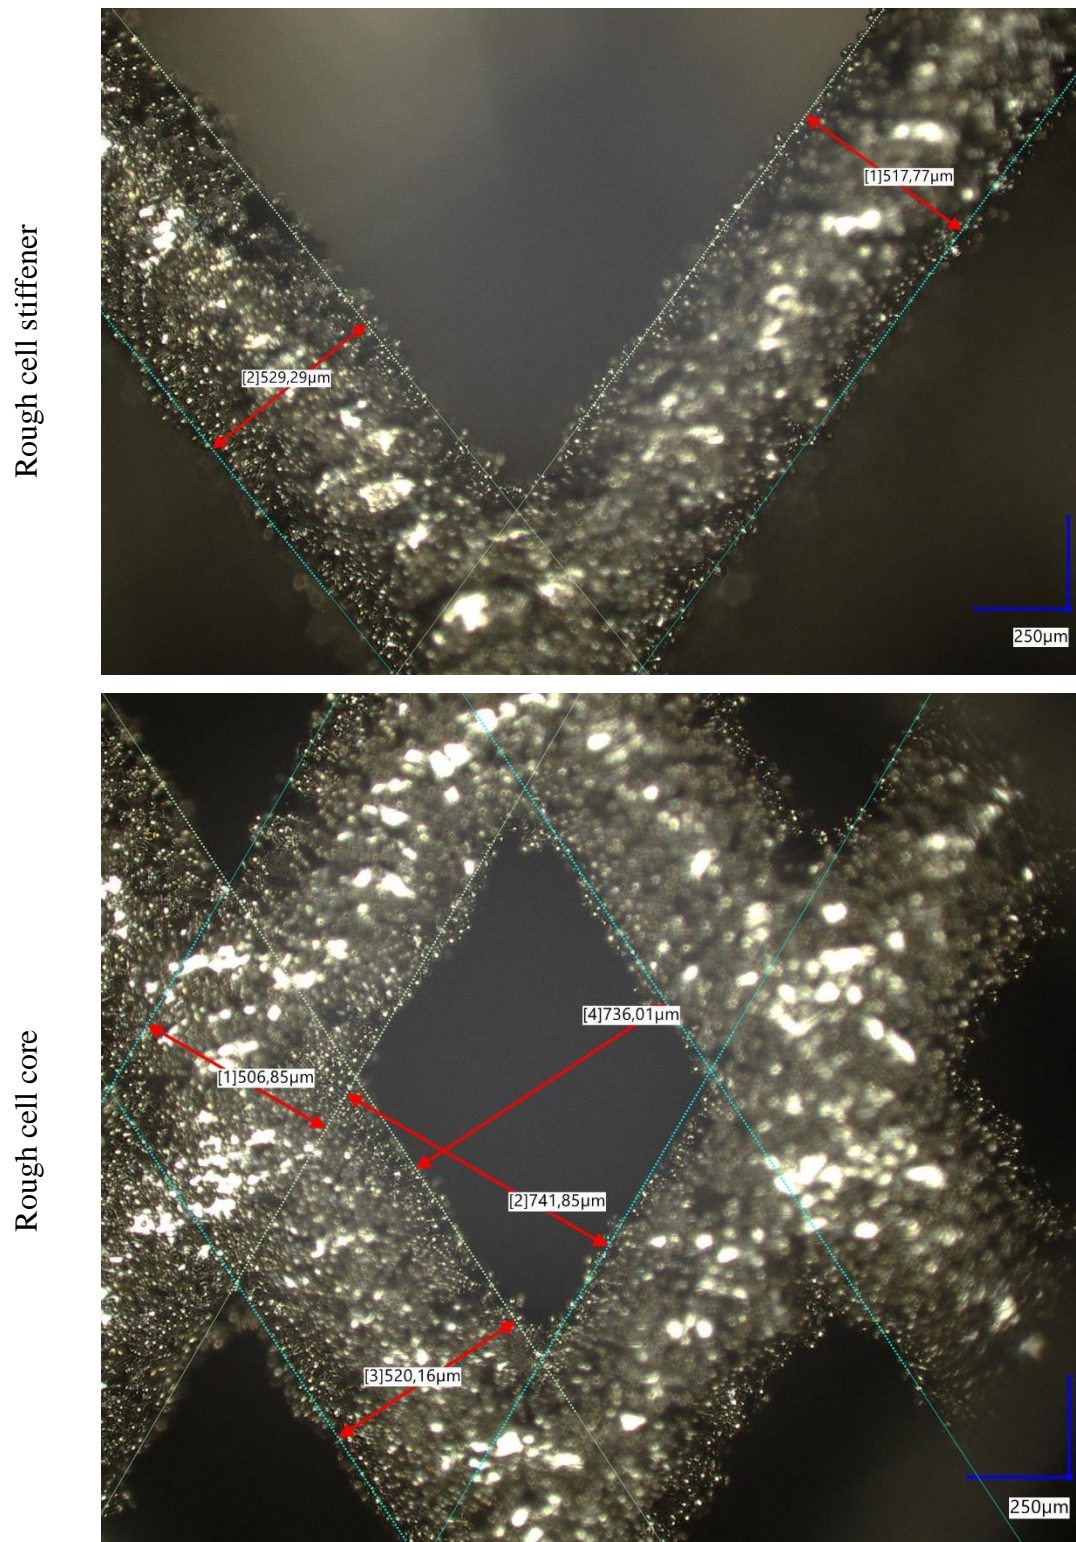 Rough cell stiffener
[1]517,77µm
[2]529,29µm
250µm
Rough cell core
[4]736,01µm
[1]506,85µm
[2]741,85µm
[3]520,16µm
250µm